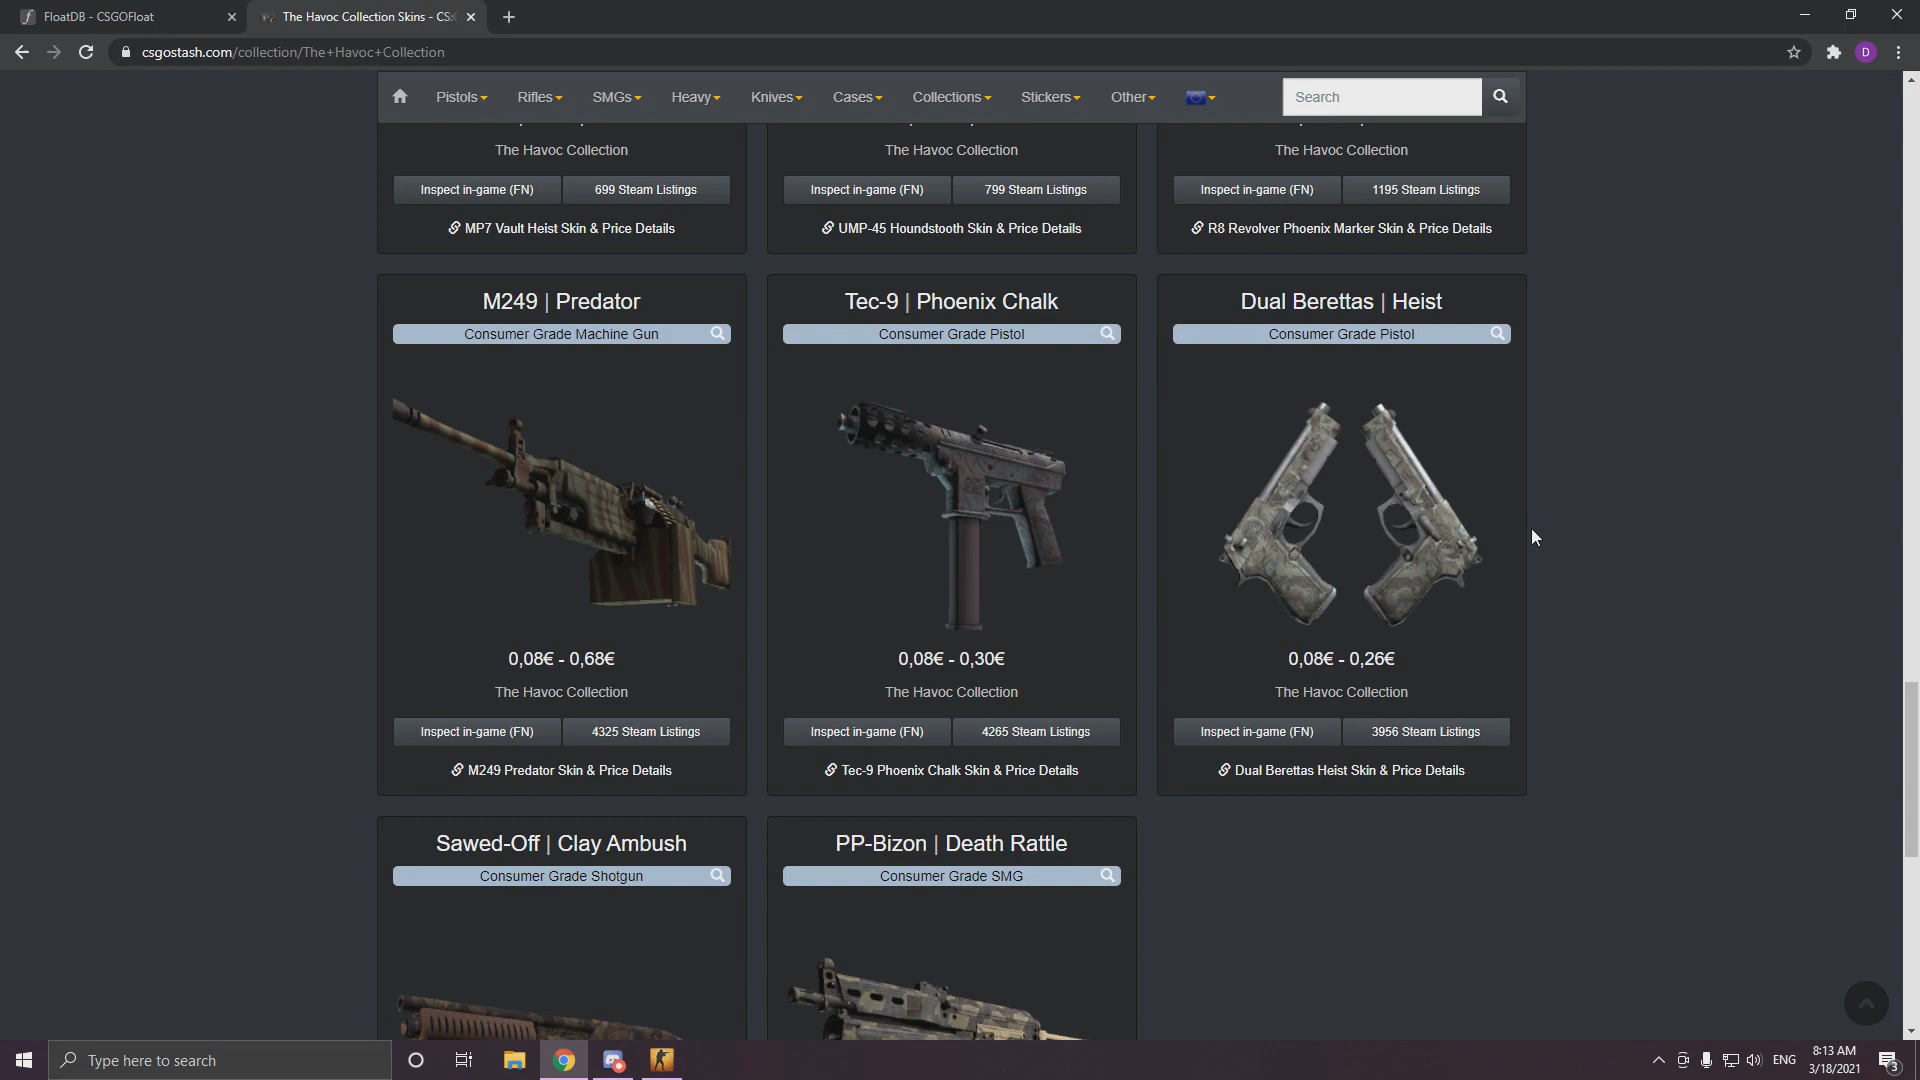 FloatDB - CSGOFloat
The Havoc Collection Skins - CS:G
csgostash.com/collection/The+Havoc+Collection
D
Pistols Rifles SMGs Heavy Knives Cases Collections Stickers Other Search
The Havoc Collection The Havoc Collection The Havoc Collection
Inspect in-game (FN) 699 Steam Listings Inspect in-game (FN) 799 Steam Listings Inspect in-game (FN) 1195 Steam Listings
MP7 Vault Heist Skin & Price Details UMP-45 Houndstooth Skin & Price Details R8 Revolver Phoenix Marker Skin & Price Details
M249 | Predator Tec-9 | Phoenix Chalk Dual Berettas | Heist
Consumer Grade Machine Gun Consumer Grade Pistol Consumer Grade Pistol
0,08€ - 0,68€ 0,08€ - 0,30€ 0,08€ - 0,26€
The Havoc Collection The Havoc Collection The Havoc Collection
Inspect in-game (FN) 4325 Steam Listings Inspect in-game (FN) 4265 Steam Listings Inspect in-game (FN) 3956 Steam Listings
M249 Predator Skin & Price Details Tec-9 Phoenix Chalk Skin & Price Details Dual Berettas Heist Skin & Price Details
Sawed-Off | Clay Ambush PP-Bizon | Death Rattle
Consumer Grade Shotgun Consumer Grade SMG
Type here to search
ENG
8:13 AM
3/18/2021
3